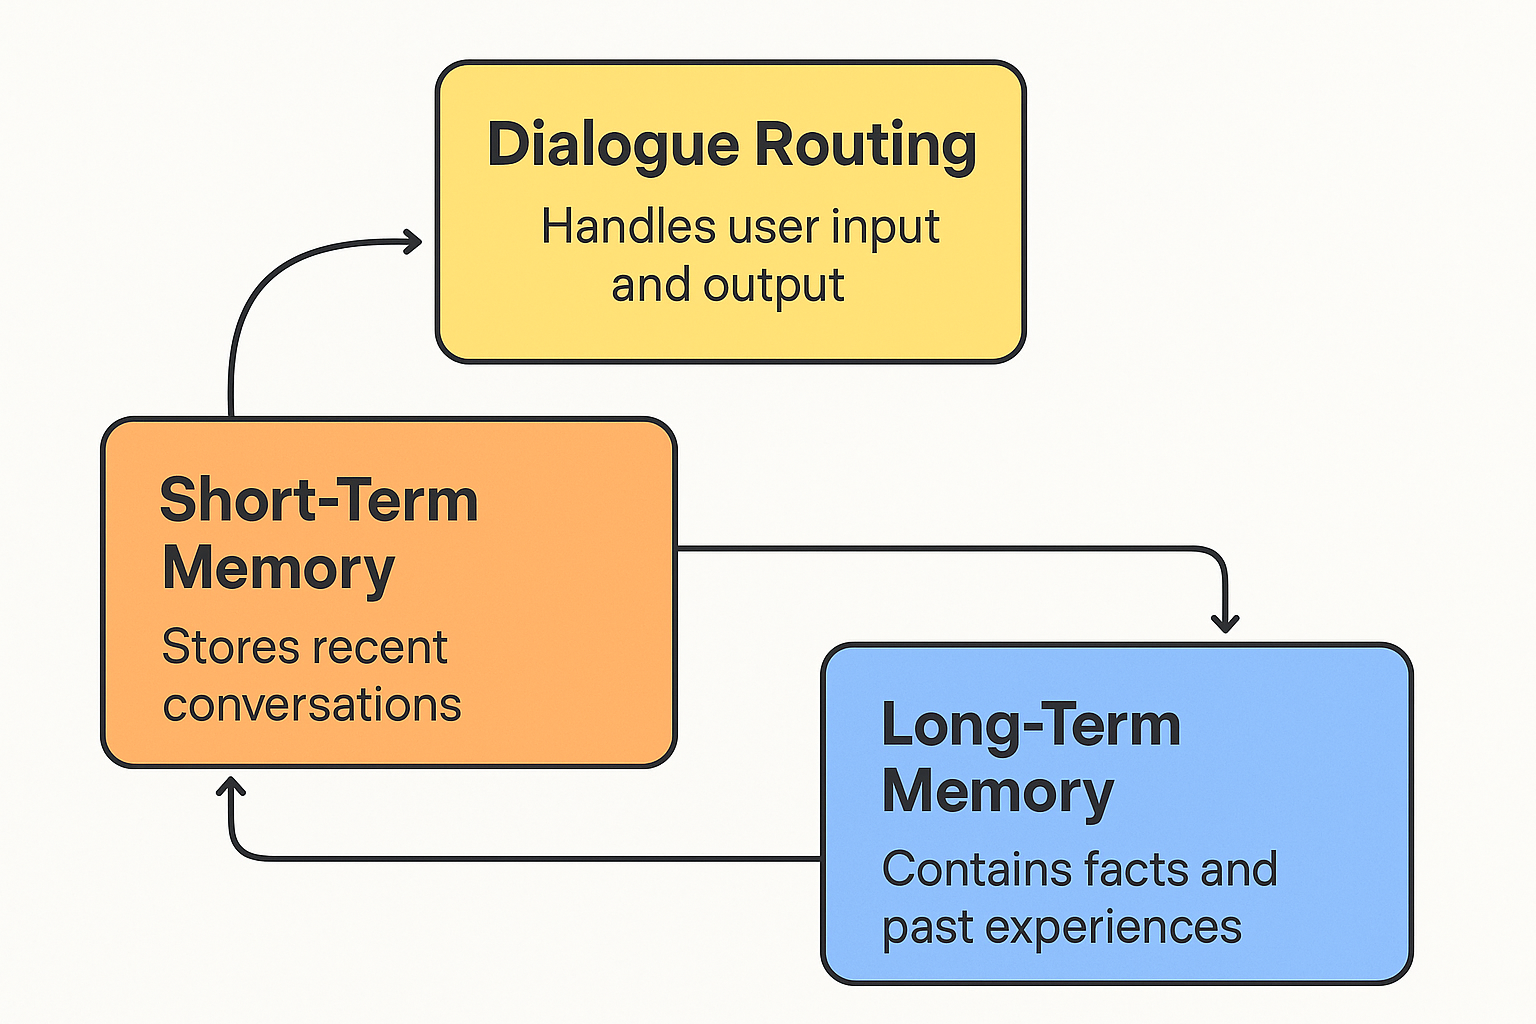 Dialogue Routing
Handles user input
and output
Short-Term
Memory
Stores recent
conversations
Long-Term
Memory
Contains facts and
past experiences